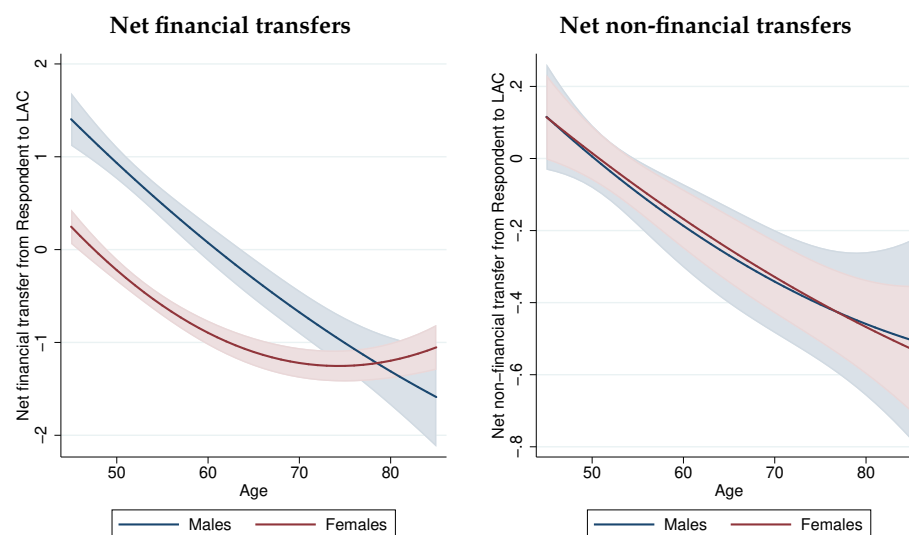 Net financial transfers
Net financial transfer from Respondent to LAC
2
1
0
−1
−2
50 60 70 80
Age
Males Females
Net non-financial transfers
Net non−financial transfer from Respondent to LAC
.2
0
−.2
−.4
−.6
−.8
50 60 70 80
Age
Males Females